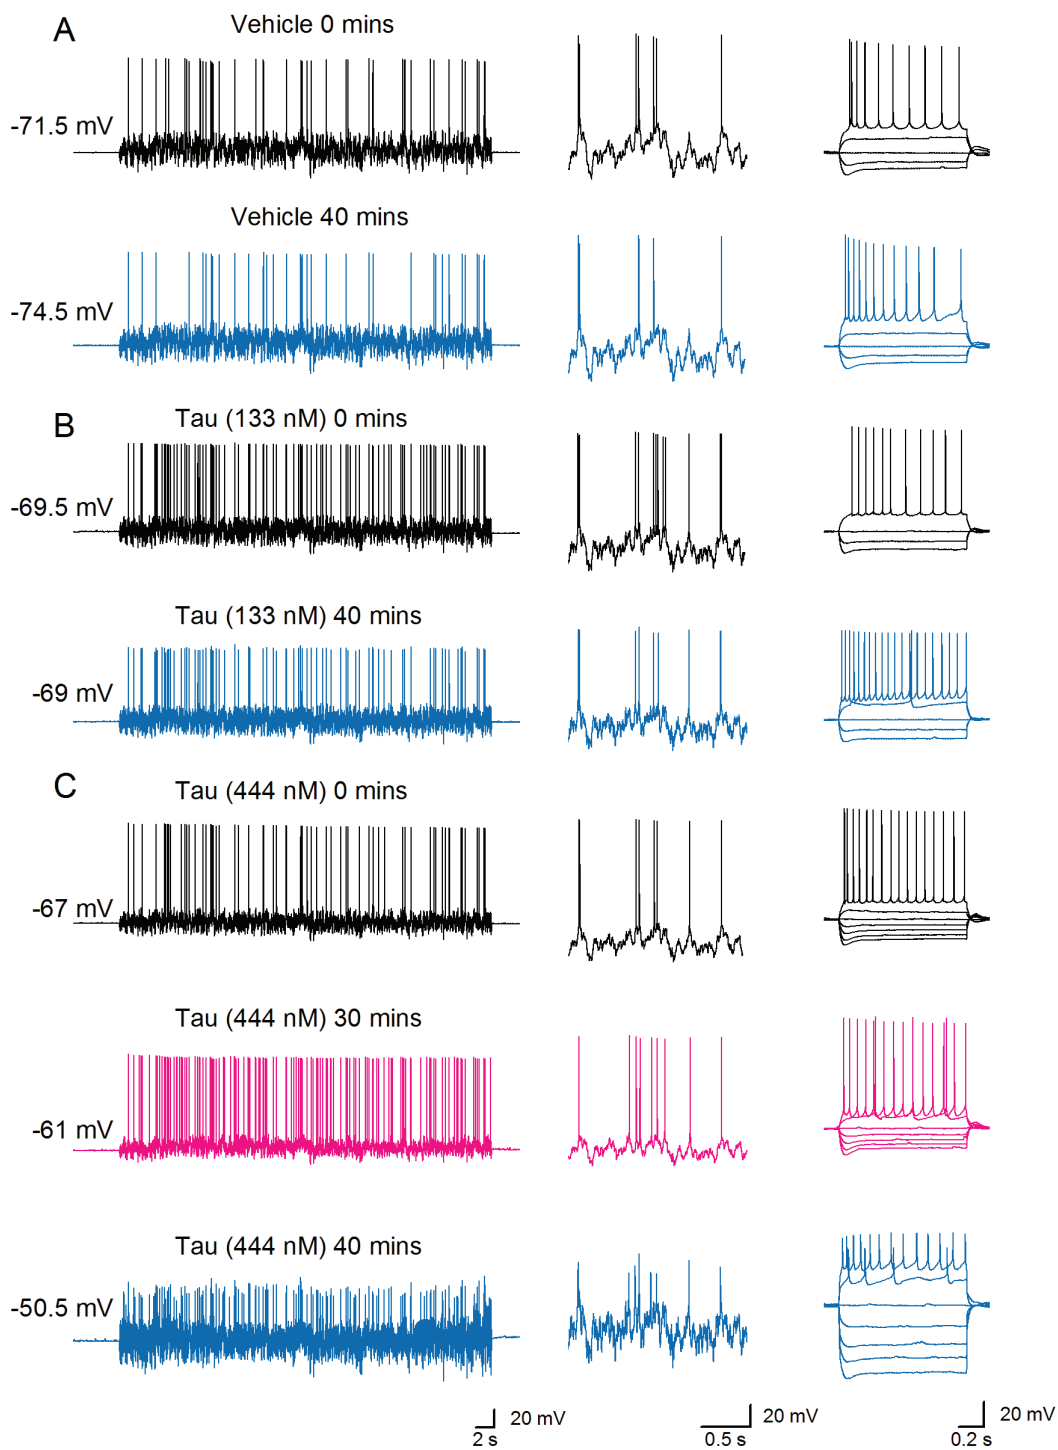 A
Vehicle 0 mins
-71.5 mV
Vehicle 40 mins
-74.5 mV
B
Tau (133 nM) 0 mins
-69.5 mV
Tau (133 nM) 40 mins
-69 mV
C
Tau (444 nM) 0 mins
-67 mV
Tau (444 nM) 30 mins
-61 mV
Tau (444 nM) 40 mins
-50.5 mV
20 mV
2 s
20 mV
0.5 s
20 mV
0.2 s